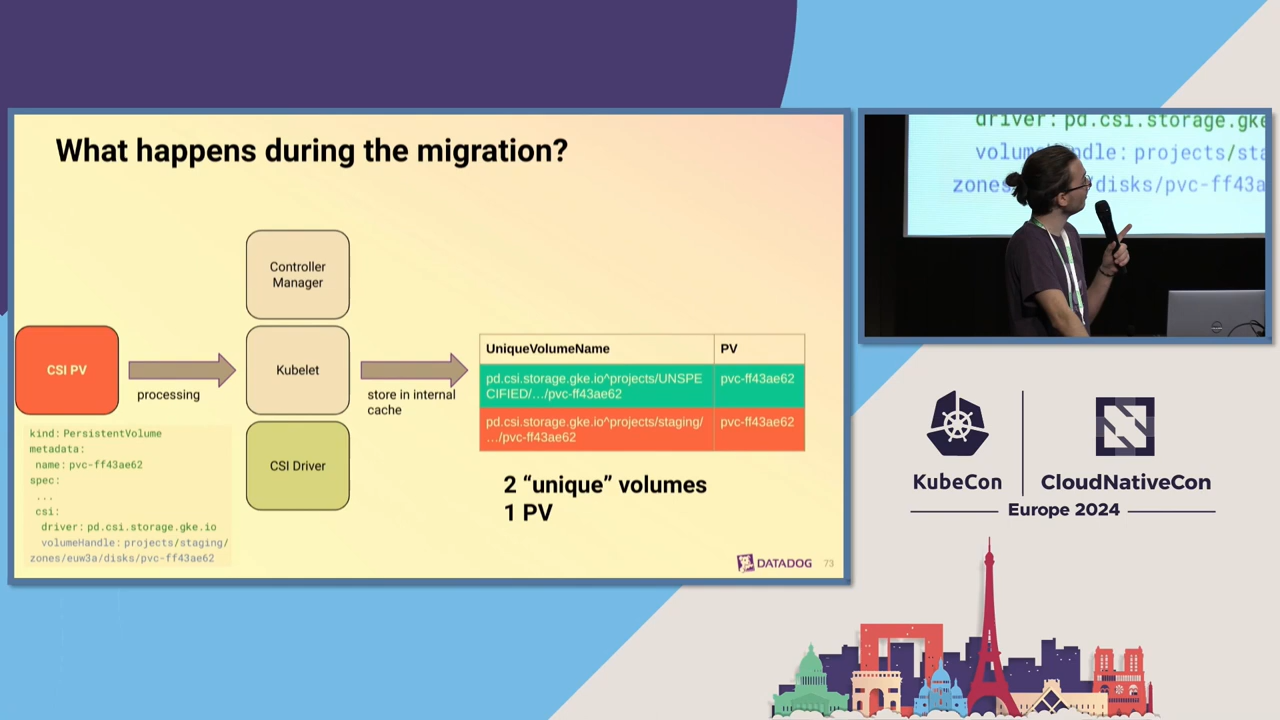 What happens during the migration?
Controller
Manager
CSI PV
processing
Kubelet
store in internal
cache
CSI Driver
kind: PersistentVolume
metadata:
name: pvc-ff43ae62
spec:
...
csi:
driver: pd.csi.storage.gke.io
volumeHandle: projects/staging/
zones/euw3a/disks/pvc-ff43ae62
UniqueVolumeName PV
pd.csi.storage.gke.io^projects/UNSPE
CIFIED/…/pvc-ff43ae62
pvc-ff43ae62
pd.csi.storage.gke.io^projects/staging/
…/pvc-ff43ae62
pvc-ff43ae62
2 “unique” volumes
1 PV
DATADOG 73
driver: pd.csi.storage.gke
projects/sta
zones
disks/pvc-ff43a
KubeCon
CloudNativeCon
Europe 2024